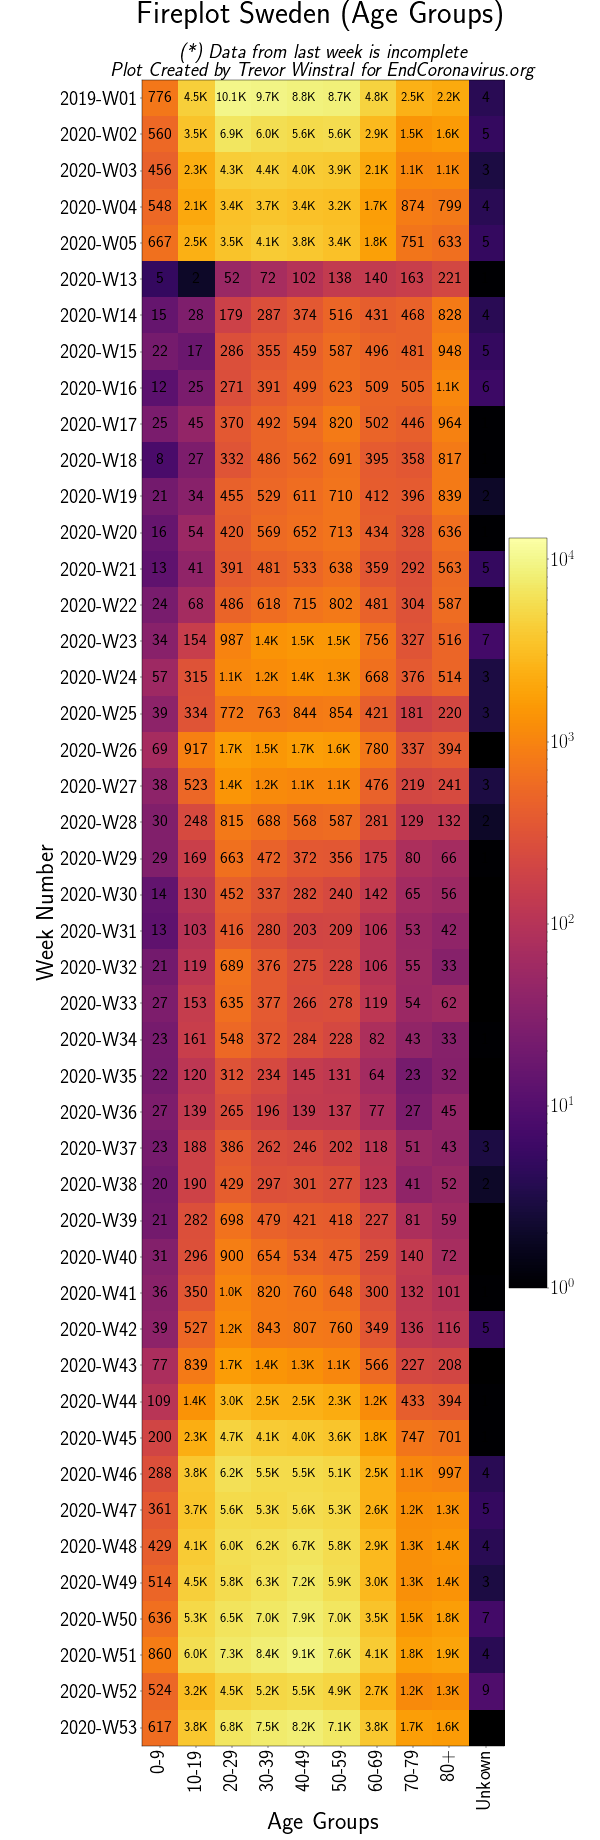 Fireplot Sweden (Age Groups)
(*) Data from last week is incomplete
Plot Created by Trevor Winstral for EndCoronavirus.org
2019-W01 776 4.5K 10.1K 9.7K 8.8K 8.7K 4.8K 2.5K 2.2K 4
2020-W02 560 3.5K 6.9K 6.0K 5.6K 5.6K 2.9K 1.5K 1.6K 5
2020-W03 456 2.3K 4.3K 4.4K 4.0K 3.9K 2.1K 1.1K 1.1K 3
2020-W04 548 2.1K 3.4K 3.7K 3.4K 3.2K 1.7K 874 799 4
2020-W05 667 2.5K 3.5K 4.1K 3.8K 3.4K 1.8K 751 633 5
2020-W13 5 2 52 72 102 138 140 163 221
2020-W14 15 28 179 287 374 516 431 468 828 4
2020-W15 22 17 286 355 459 587 496 481 948 5
2020-W16 12 25 271 391 499 623 509 505 1.1K 6
2020-W17 25 45 370 492 594 820 502 446 964
2020-W18 8 27 332 486 562 691 395 358 817
2020-W19 21 34 455 529 611 710 412 396 839 2
2020-W20 16 54 420 569 652 713 434 328 636
2020-W21 13 41 391 481 533 638 359 292 563 5
2020-W22 24 68 486 618 715 802 481 304 587
2020-W23 34 154 987 1.4K 1.5K 1.5K 756 327 516 7
2020-W24 57 315 1.1K 1.2K 1.4K 1.3K 668 376 514 3
2020-W25 39 334 772 763 844 854 421 181 220 3
2020-W26 69 917 1.7K 1.5K 1.7K 1.6K 780 337 394
2020-W27 38 523 1.4K 1.2K 1.1K 1.1K 476 219 241 3
2020-W28 30 248 815 688 568 587 281 129 132 2
2020-W29 29 169 663 472 372 356 175 80 66
2020-W30 14 130 452 337 282 240 142 65 56
2020-W31 13 103 416 280 203 209 106 53 42
2020-W32 21 119 689 376 275 228 106 55 33
2020-W33 27 153 635 377 266 278 119 54 62
2020-W34 23 161 548 372 284 228 82 43 33
2020-W35 22 120 312 234 145 131 64 23 32
2020-W36 27 139 265 196 139 137 77 27 45
2020-W37 23 188 386 262 246 202 118 51 43 3
2020-W38 20 190 429 297 301 277 123 41 52 2
2020-W39 21 282 698 479 421 418 227 81 59
2020-W40 31 296 900 654 534 475 259 140 72
2020-W41 36 350 1.0K 820 760 648 300 132 101
2020-W42 39 527 1.2K 843 807 760 349 136 116 5
2020-W43 77 839 1.7K 1.4K 1.3K 1.1K 566 227 208
2020-W44 109 1.4K 3.0K 2.5K 2.5K 2.3K 1.2K 433 394
2020-W45 200 2.3K 4.7K 4.1K 4.0K 3.6K 1.8K 747 701
2020-W46 288 3.8K 6.2K 5.5K 5.5K 5.1K 2.5K 1.1K 997 4
2020-W47 361 3.7K 5.6K 5.3K 5.6K 5.3K 2.6K 1.2K 1.3K 5
2020-W48 429 4.1K 6.0K 6.2K 6.7K 5.8K 2.9K 1.3K 1.4K 4
2020-W49 514 4.5K 5.8K 6.3K 7.2K 5.9K 3.0K 1.3K 1.4K 3
2020-W50 636 5.3K 6.5K 7.0K 7.9K 7.0K 3.5K 1.5K 1.8K 7
2020-W51 860 6.0K 7.3K 8.4K 9.1K 7.6K 4.1K 1.8K 1.9K 4
2020-W52 524 3.2K 4.5K 5.2K 5.5K 4.9K 2.7K 1.2K 1.3K 9
2020-W53 617 3.8K 6.8K 7.5K 8.2K 7.1K 3.8K 1.7K 1.6K
0-9 10-19 20-29 30-39 40-49 50-59 60-69 70-79 80+ Unkown
Age Groups
Week Number
10⁴
10³
10²
10¹
10⁰